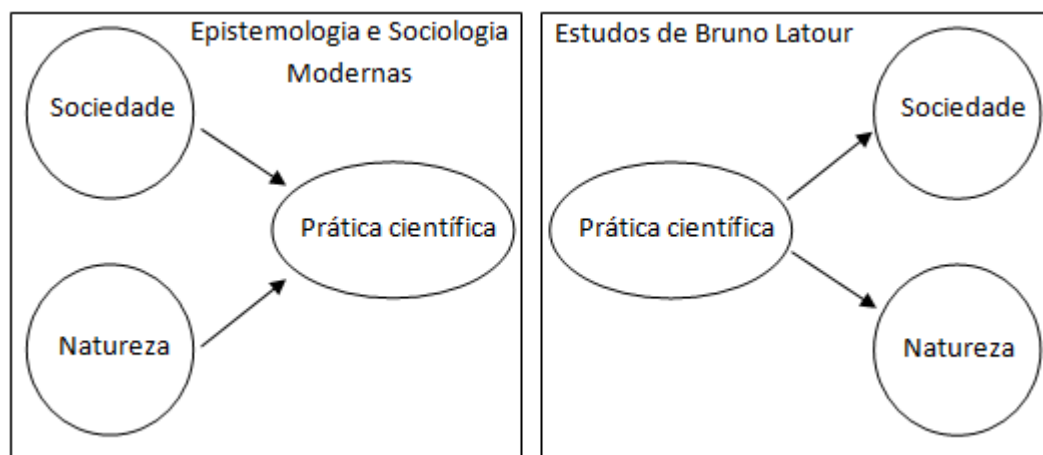 Epistemologia e Sociologia
Modernas
Sociedade
Prática científica
Natureza
Estudos de Bruno Latour
Sociedade
Prática científica
Natureza